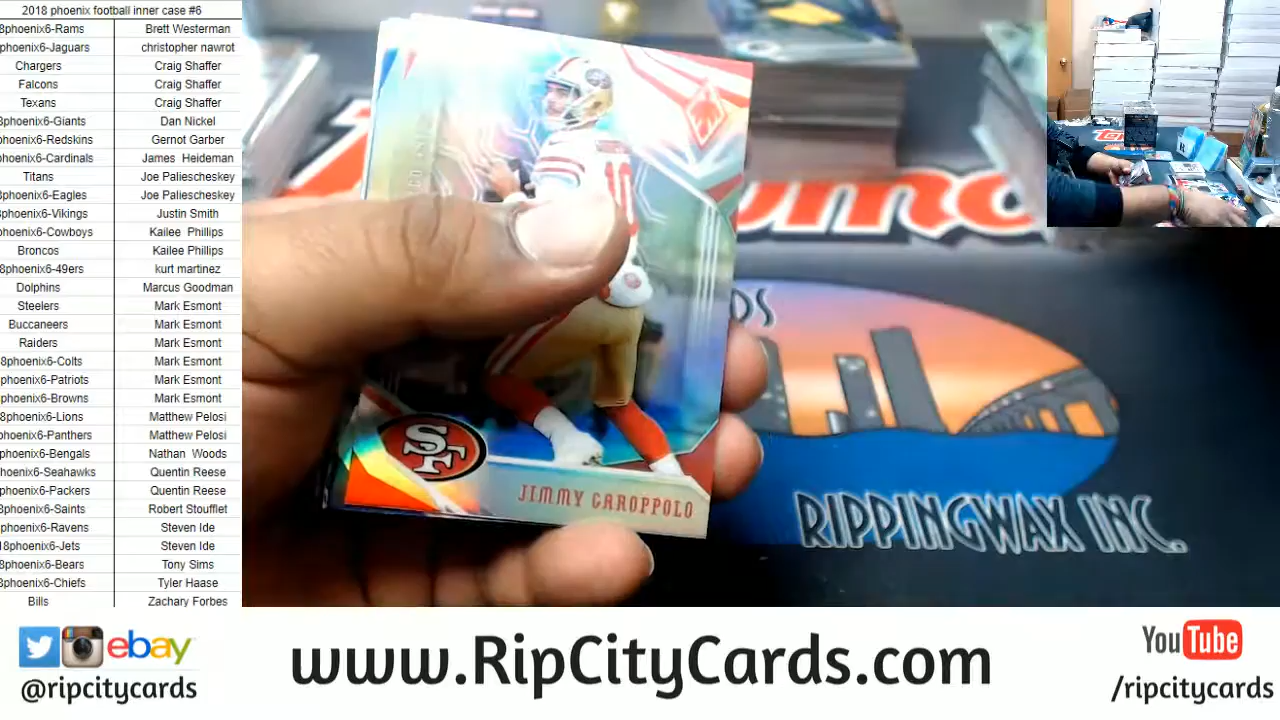 2018 phoenix football inner case #6
8phoenix6-Rams Brett Westerman
phoenix6-Jaguars christopher nawrot
Chargers Craig Shaffer
Falcons Craig Shaffer
Texans Craig Shaffer
8phoenix6-Giants Dan Nickel
phoenix6-Redskins Gernot Garber
phoenix6-Cardinals James Heideman
Titans Joe Paliescheskey
8phoenix6-Eagles Joe Paliescheskey
8phoenix6-Vikings Justin Smith
phoenix6-Cowboys Kailee Phillips
Broncos Kailee Phillips
8phoenix6-49ers kurt martinez
Dolphins Marcus Goodman
Steelers Mark Esmont
Buccaneers Mark Esmont
Raiders Mark Esmont
8phoenix6-Colts Mark Esmont
phoenix6-Patriots Mark Esmont
phoenix6-Browns Mark Esmont
8phoenix6-Lions Matthew Pelosi
phoenix6-Panthers Matthew Pelosi
phoenix6-Bengals Nathan Woods
hoenix6-Seahawks Quentin Reese
phoenix6-Packers Quentin Reese
8phoenix6-Saints Robert Stoufflet
phoenix6-Ravens Steven Ide
18phoenix6-Jets Steven Ide
8phoenix6-Bears Tony Sims
8phoenix6-Chiefs Tyler Haase
Bills Zachary Forbes
10
SF
JIMMY GAROPPOLO
DS
RIPPINGWAX INC.
Topps
ebay
@ripcitycards
www.RipCityCards.com
YouTube
/ripcitycards